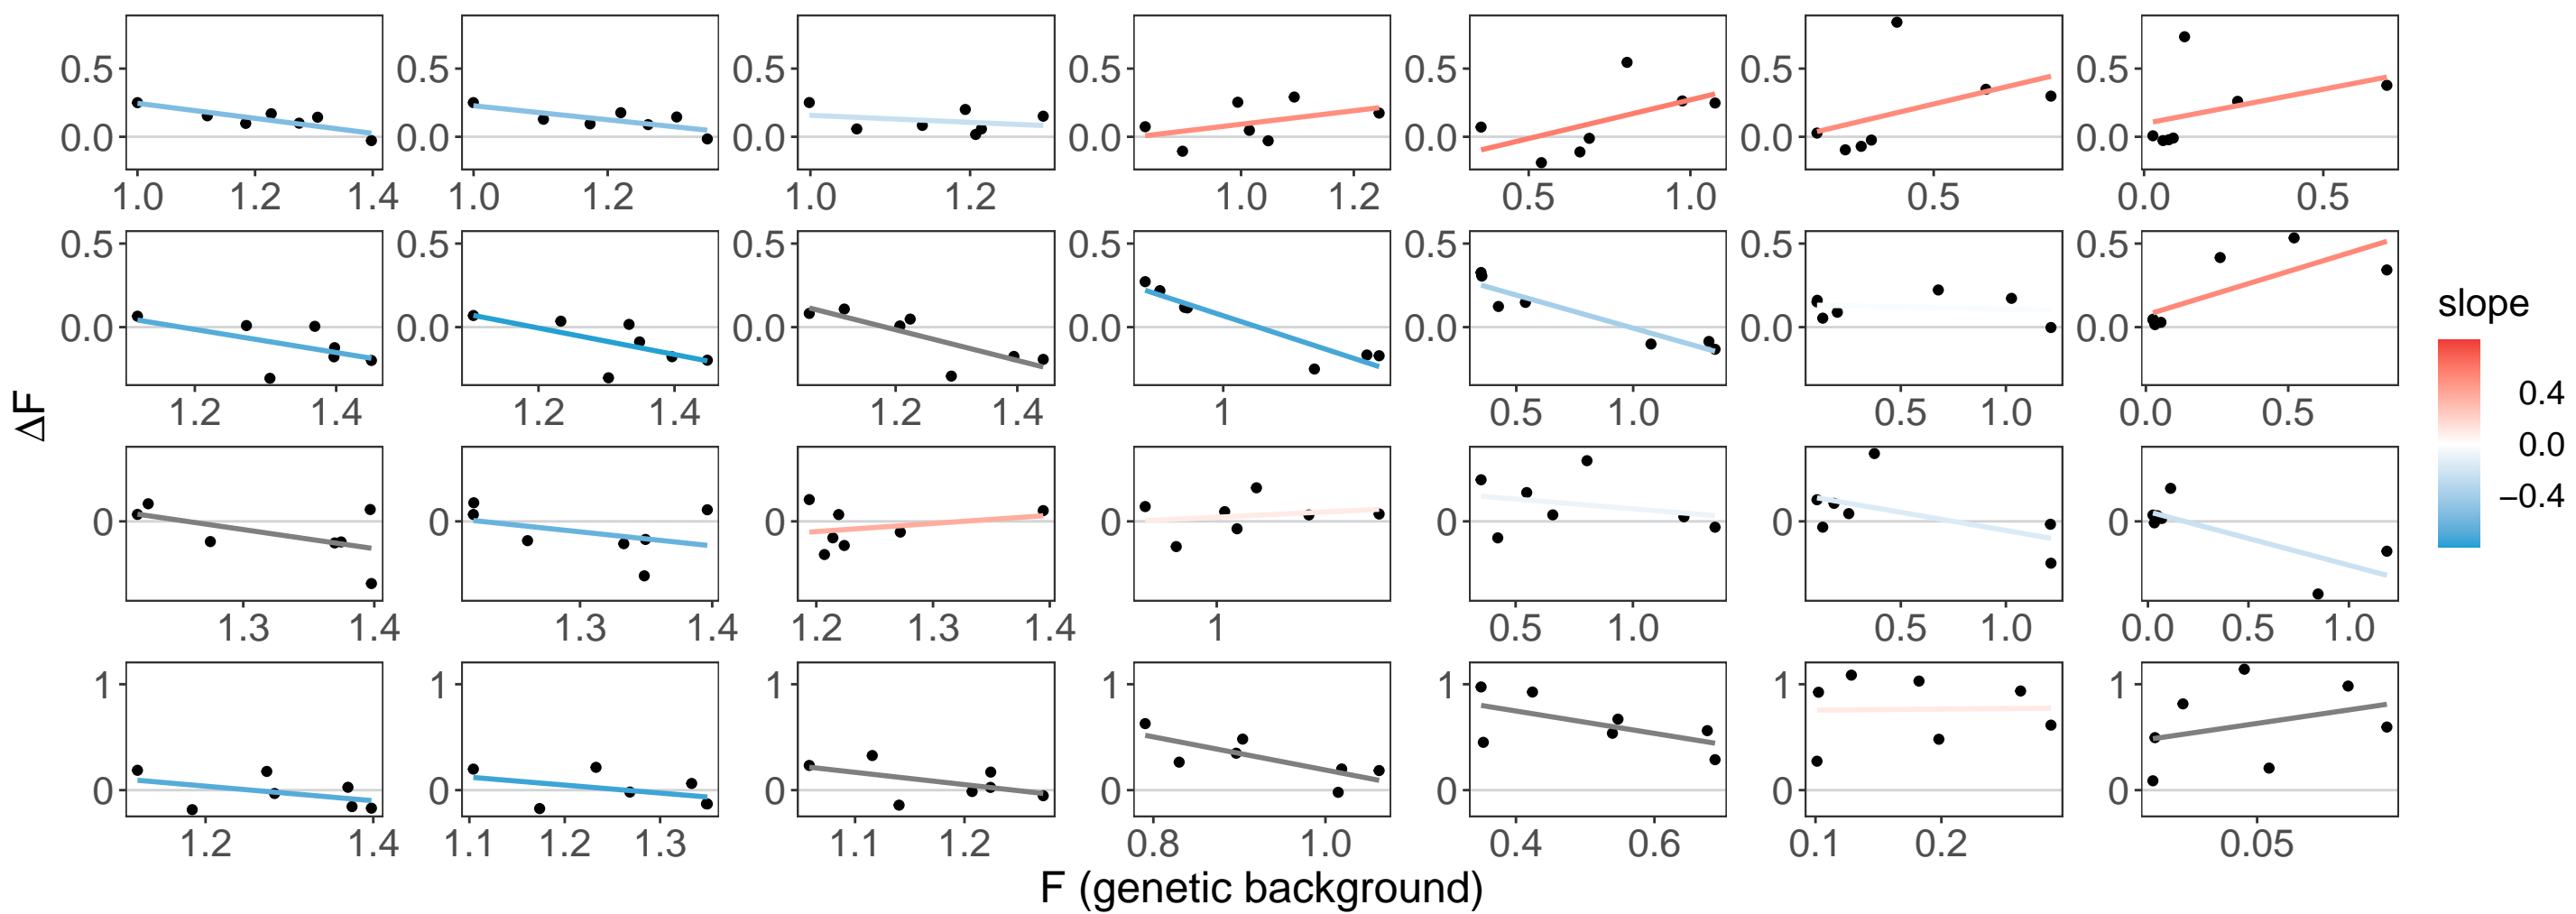 0.5 0.5 0.5 0.5 0.5 0.5 0.5
0.0 0.0 0.0 0.0 0.0 0.0 0.0
1.0 1.2 1.4 1.0 1.2 1.0 1.2 1.0 1.2 0.5 1.0 0.5 0.0 0.5
0.5 0.5 0.5 0.5 0.5 0.5 0.5
0.0 0.0 0.0 0.0 0.0 0.0 0.0
1.2 1.4 1.2 1.4 1.2 1.4 1 0.5 1.0 0.5 1.0 0.0 0.5
0 0 0 0 0 0 0
1.3 1.4 1.3 1.4 1.2 1.3 1.4 1 0.5 1.0 0.5 1.0 0.0 0.5 1.0
1 1 1 1 1 1 1
0 0 0 0 0 0 0
1.2 1.4 1.1 1.2 1.3 1.1 1.2 0.8 1.0 0.4 0.6 0.1 0.2 0.05
ΔF
F (genetic background)
slope
0.4
0.0
−0.4